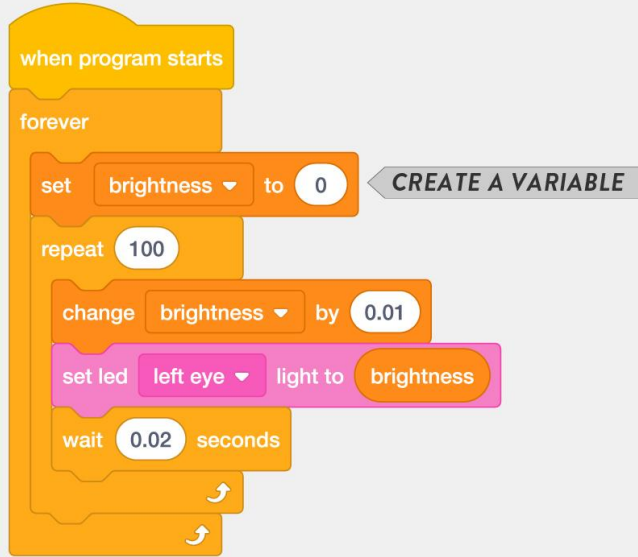 when program starts
forever
set brightness to 0
CREATE A VARIABLE
repeat 100
change brightness by 0.01
set led left eye light to brightness
wait 0.02 seconds